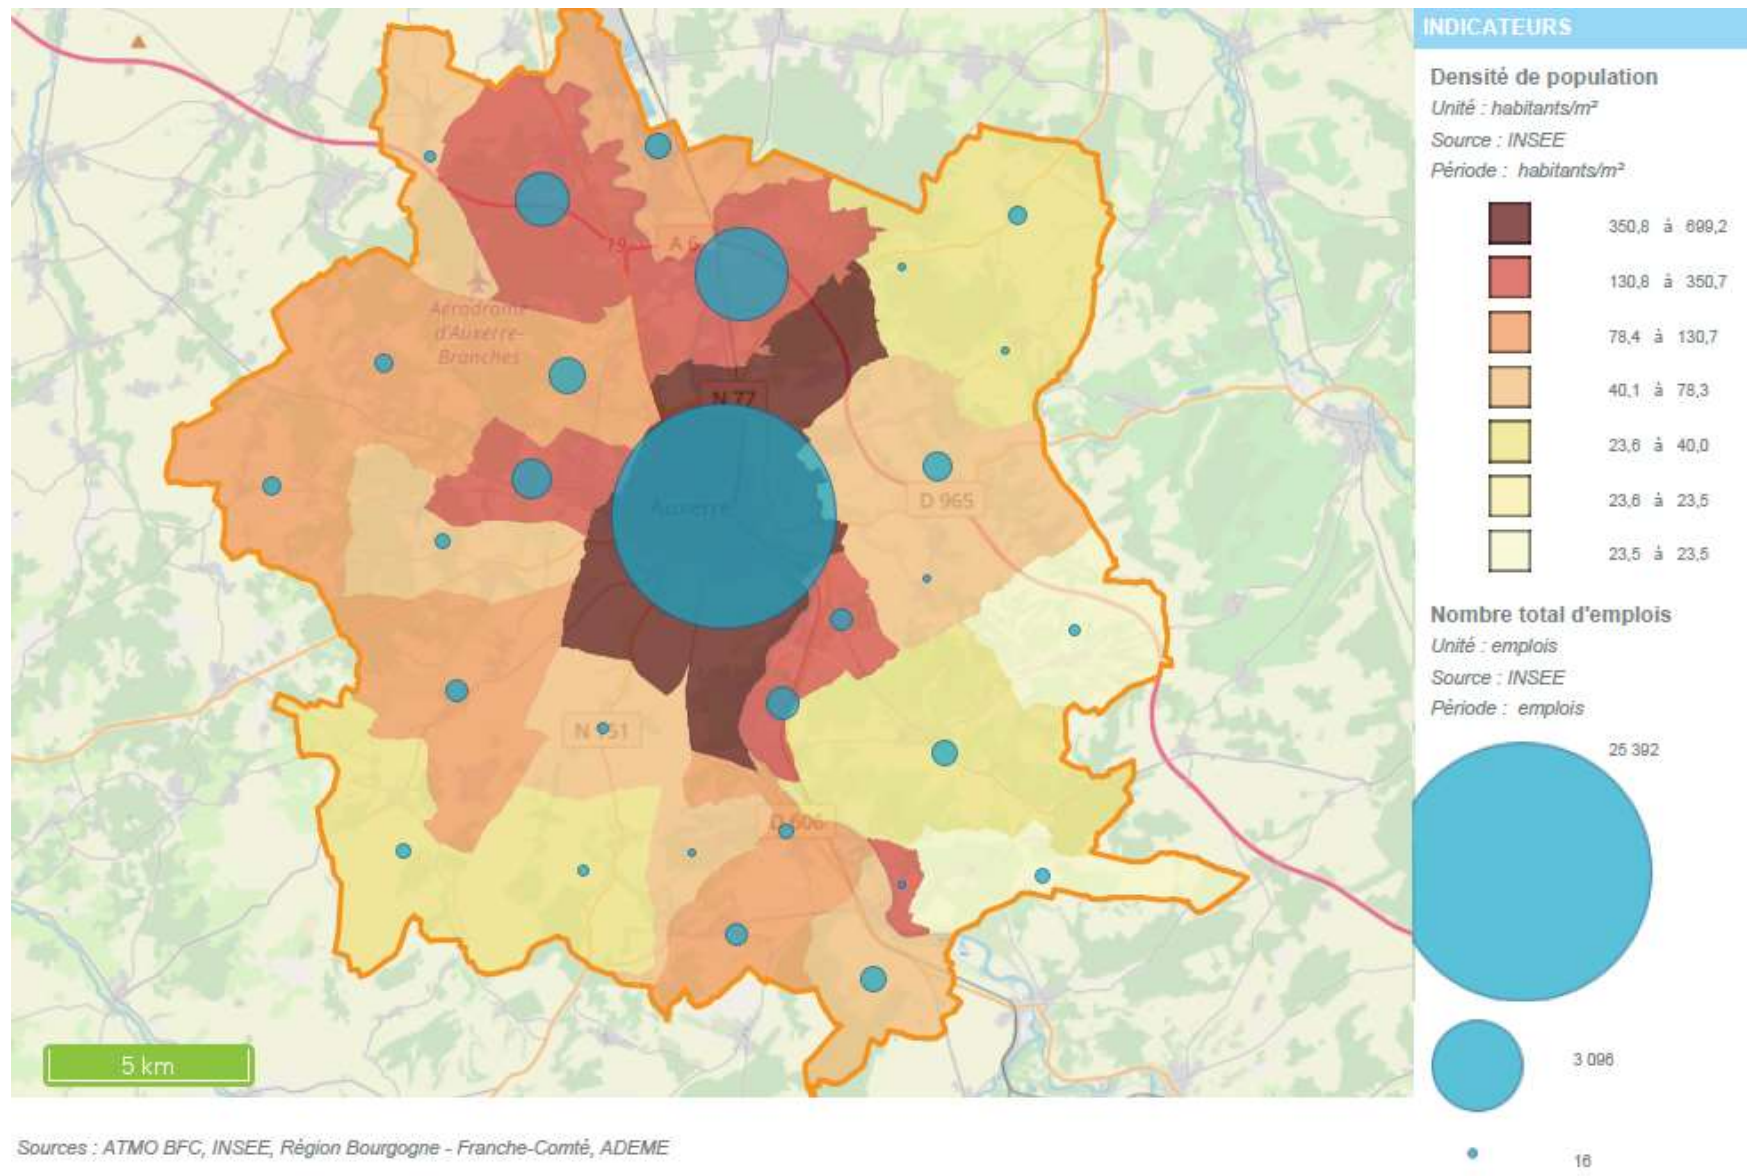 19
A 6
Aérodrome
d'Auxerre-
Branches
N 77
Auxerre
D 965
N 151
D 606
5 km
Sources : ATMO BFC, INSEE, Région Bourgogne - Franche-Comté, ADEME
INDICATEURS
Densité de population
Unité : habitants/m²
Source : INSEE
Période : habitants/m²
350,8 à 699,2
130,8 à 350,7
78,4 à 130,7
40,1 à 78,3
23,6 à 40,0
23,6 à 23,5
23,5 à 23,5
Nombre total d'emplois
Unité : emplois
Source : INSEE
Période : emplois
25 392
3 096
16